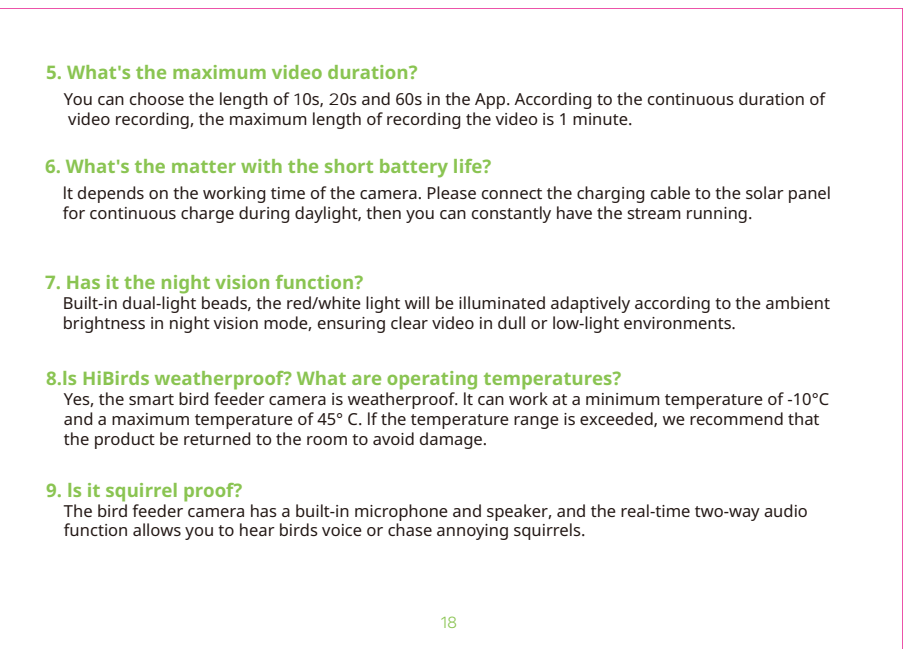 5. What's the maximum video duration?
You can choose the length of 10s, 20s and 60s in the App. According to the continuous duration of
video recording, the maximum length of recording the video is 1 minute.
6. What's the matter with the short battery life?
lt depends on the working time of the camera. Please connect the charging cable to the solar panel
for continuous charge during daylight, then you can constantly have the stream running.
7. Has it the night vision function?
Built-in dual-light beads, the red/white light will be illuminated adaptively according to the ambient
brightness in night vision mode, ensuring clear video in dull or low-light environments.
8.ls HiBirds weatherproof? What are operating temperatures?
Yes, the smart bird feeder camera is weatherproof. lt can work at a minimum temperature of -10°C
and a maximum temperature of 45° C. lf the temperature range is exceeded, we recommend that
the product be returned to the room to avoid damage.
9. ls it squirrel proof?
The bird feeder camera has a built-in microphone and speaker, and the real-time two-way audio
function allows you to hear birds voice or chase annoying squirrels.
18